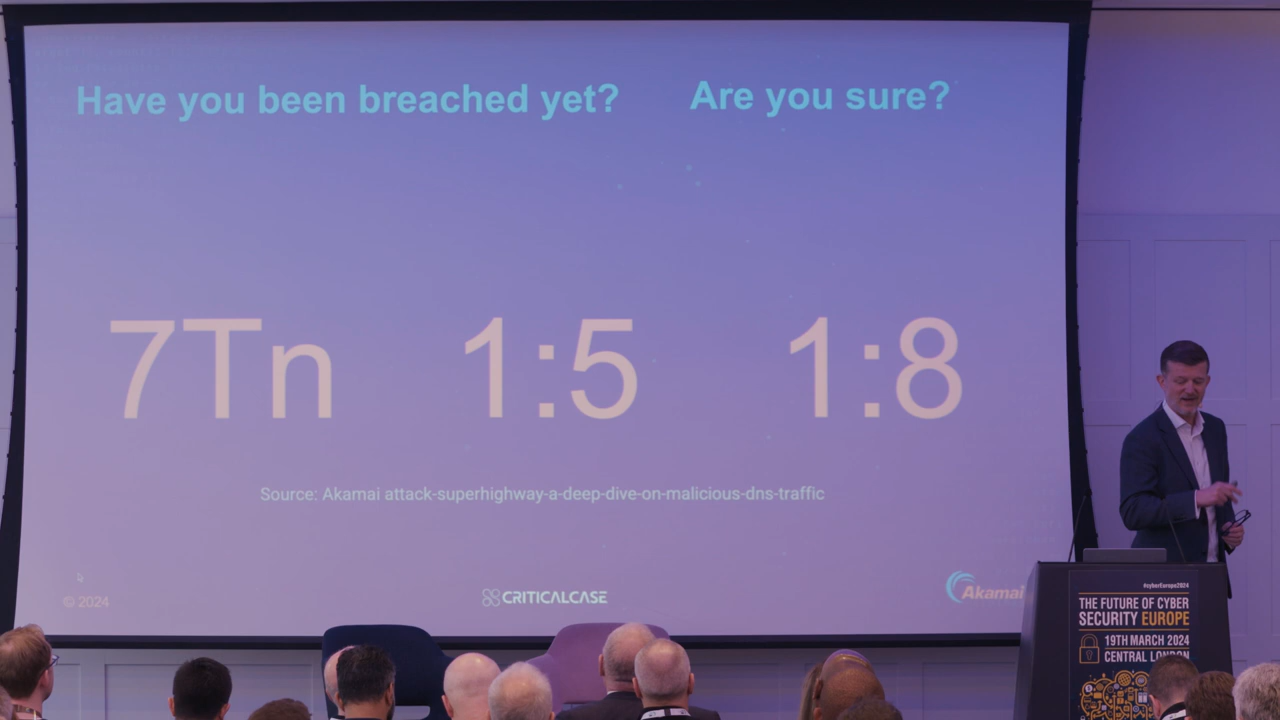 Have you been breached yet? Are you sure?
7Tn 1:5 1:8
Source: Akamai attack-superhighway-a-deep-dive-on-malicious-dns-traffic
© 2024
CRITICALCASE
Akamai
#cyberEurope2024
THE FUTURE OF CYBER
SECURITY EUROPE
19TH MARCH 2024
CENTRAL LONDON